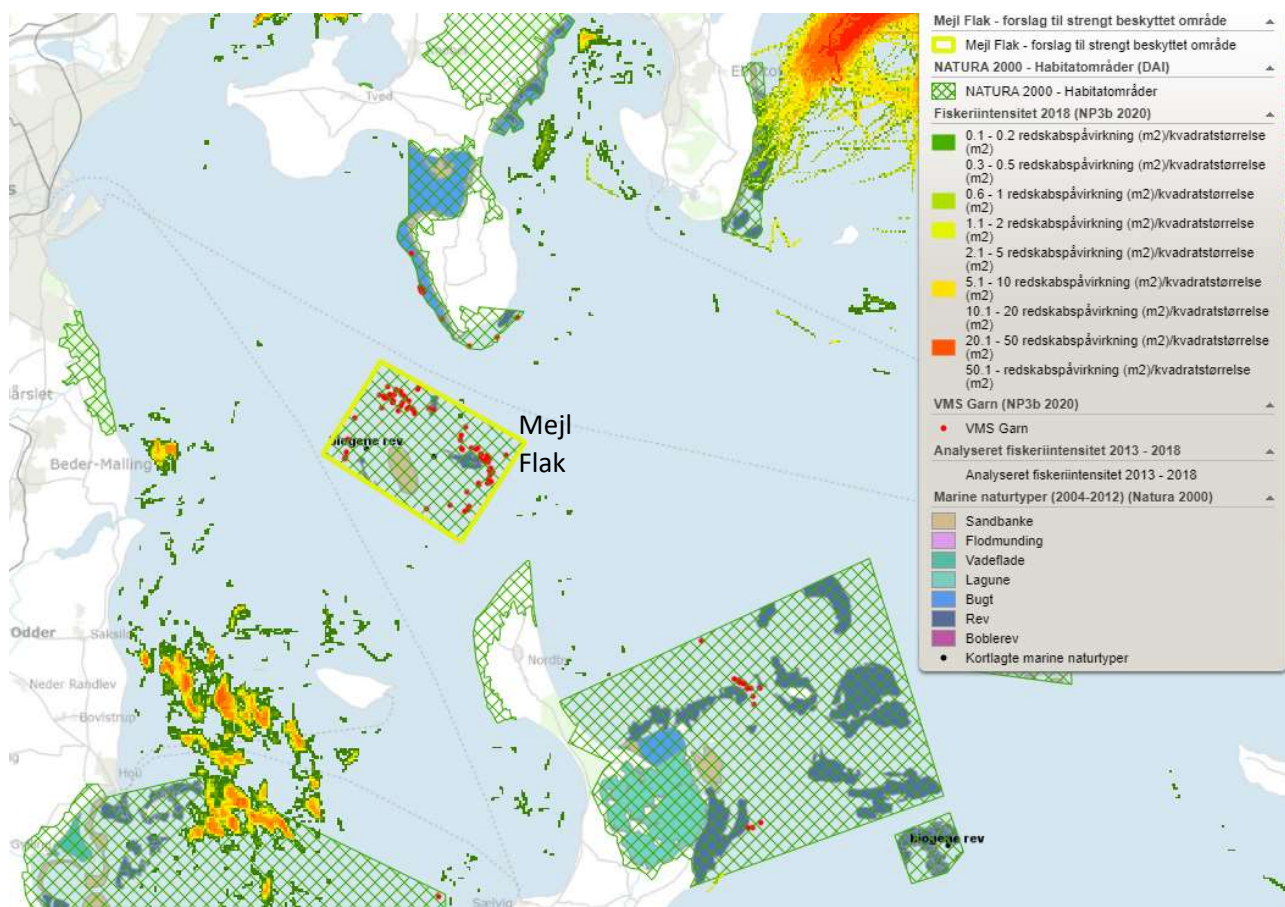 Mejl Flak - forslag til strengt beskyttet område
Mejl Flak - forslag til strengt beskyttet område
NATURA 2000 - Habitatområder (DAI)
NATURA 2000 - Habitatområder
Fiskeriintensitet 2018 (NP3b 2020)
0.1 - 0.2 redskabspåvirkning (m2)/kvadratstørrelse
(m2)
0.3 - 0.5 redskabspåvirkning (m2)/kvadratstørrelse
(m2)
0.6 - 1 redskabspåvirkning (m2)/kvadratstørrelse
(m2)
1.1 - 2 redskabspåvirkning (m2)/kvadratstørrelse
(m2)
2.1 - 5 redskabspåvirkning (m2)/kvadratstørrelse
(m2)
5.1 - 10 redskabspåvirkning (m2)/kvadratstørrelse
(m2)
10.1 - 20 redskabspåvirkning (m2)/kvadratstørrelse
(m2)
20.1 - 50 redskabspåvirkning (m2)/kvadratstørrelse
(m2)
50.1 - redskabspåvirkning (m2)/kvadratstørrelse
(m2)
VMS Garn (NP3b 2020)
VMS Garn
Analyseret fiskeriintensitet 2013 - 2018
Analyseret fiskeriintensitet 2013 - 2018
Marine naturtyper (2004-2012) (Natura 2000)
Sandbanke
Flodmunding
Vadeflade
Lagune
Bugt
Rev
Boblerev
Kortlagte marine naturtyper
Tved
Mejl
Flak
biogene rev
Beder-Malling
Odder
Saksild
Neder Randlev
Bovistrup
Hou
Nordby
biogene rev
Sælvig